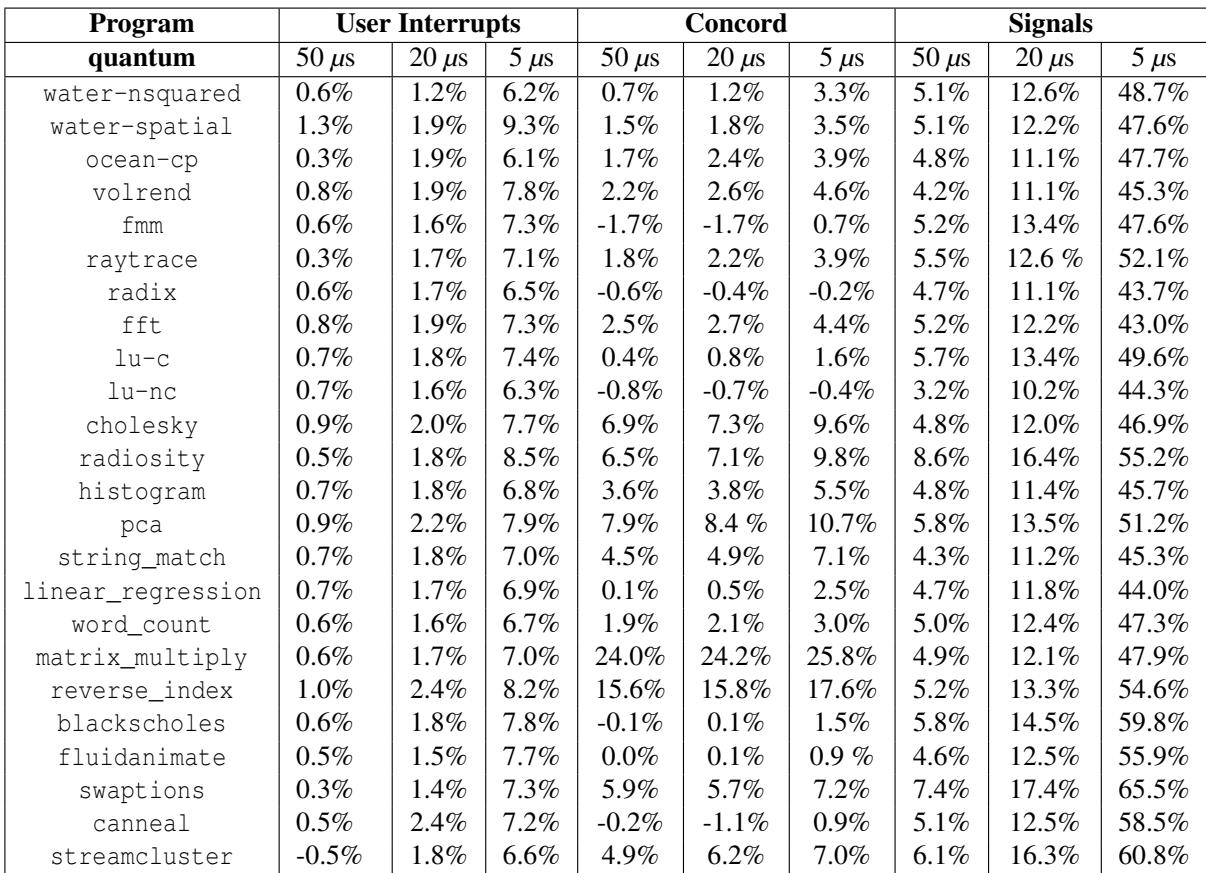 Program User Interrupts Concord Signals
quantum 50 μs 20 μs 5 μs 50 μs 20 μs 5 μs 50 μs 20 μs 5 μs
water-nsquared 0.6% 1.2% 6.2% 0.7% 1.2% 3.3% 5.1% 12.6% 48.7%
water-spatial 1.3% 1.9% 9.3% 1.5% 1.8% 3.5% 5.1% 12.2% 47.6%
ocean-cp 0.3% 1.9% 6.1% 1.7% 2.4% 3.9% 4.8% 11.1% 47.7%
volrend 0.8% 1.9% 7.8% 2.2% 2.6% 4.6% 4.2% 11.1% 45.3%
fmm 0.6% 1.6% 7.3% -1.7% -1.7% 0.7% 5.2% 13.4% 47.6%
raytrace 0.3% 1.7% 7.1% 1.8% 2.2% 3.9% 5.5% 12.6 % 52.1%
radix 0.6% 1.7% 6.5% -0.6% -0.4% -0.2% 4.7% 11.1% 43.7%
fft 0.8% 1.9% 7.3% 2.5% 2.7% 4.4% 5.2% 12.2% 43.0%
lu-c 0.7% 1.8% 7.4% 0.4% 0.8% 1.6% 5.7% 13.4% 49.6%
lu-nc 0.7% 1.6% 6.3% -0.8% -0.7% -0.4% 3.2% 10.2% 44.3%
cholesky 0.9% 2.0% 7.7% 6.9% 7.3% 9.6% 4.8% 12.0% 46.9%
radiosity 0.5% 1.8% 8.5% 6.5% 7.1% 9.8% 8.6% 16.4% 55.2%
histogram 0.7% 1.8% 6.8% 3.6% 3.8% 5.5% 4.8% 11.4% 45.7%
pca 0.9% 2.2% 7.9% 7.9% 8.4 % 10.7% 5.8% 13.5% 51.2%
string_match 0.7% 1.8% 7.0% 4.5% 4.9% 7.1% 4.3% 11.2% 45.3%
linear_regression 0.7% 1.7% 6.9% 0.1% 0.5% 2.5% 4.7% 11.8% 44.0%
word_count 0.6% 1.6% 6.7% 1.9% 2.1% 3.0% 5.0% 12.4% 47.3%
matrix_multiply 0.6% 1.7% 7.0% 24.0% 24.2% 25.8% 4.9% 12.1% 47.9%
reverse_index 1.0% 2.4% 8.2% 15.6% 15.8% 17.6% 5.2% 13.3% 54.6%
blackscholes 0.6% 1.8% 7.8% -0.1% 0.1% 1.5% 5.8% 14.5% 59.8%
fluidanimate 0.5% 1.5% 7.7% 0.0% 0.1% 0.9 % 4.6% 12.5% 55.9%
swaptions 0.3% 1.4% 7.3% 5.9% 5.7% 7.2% 7.4% 17.4% 65.5%
canneal 0.5% 2.4% 7.2% -0.2% -1.1% 0.9% 5.1% 12.5% 58.5%
streamcluster -0.5% 1.8% 6.6% 4.9% 6.2% 7.0% 6.1% 16.3% 60.8%